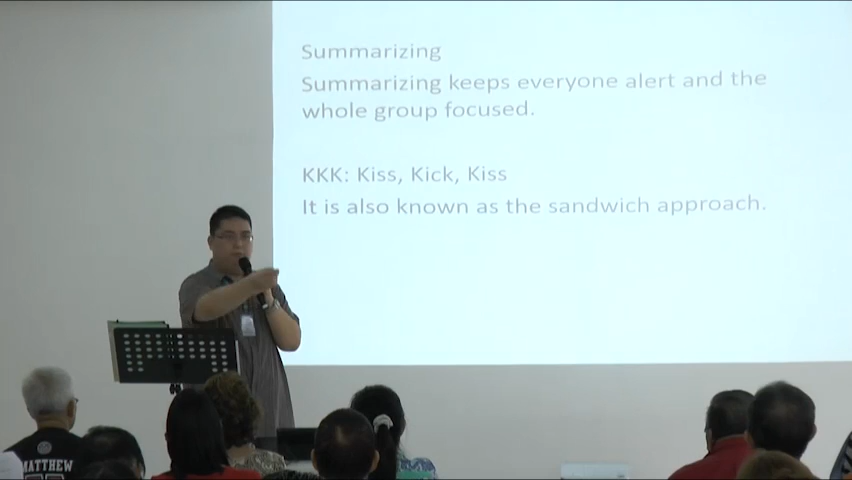 Summarizing
Summarizing keeps everyone alert and the
whole group focused.
KKK: Kiss, Kick, Kiss
It is also known as the sandwich approach.
MATTHEW